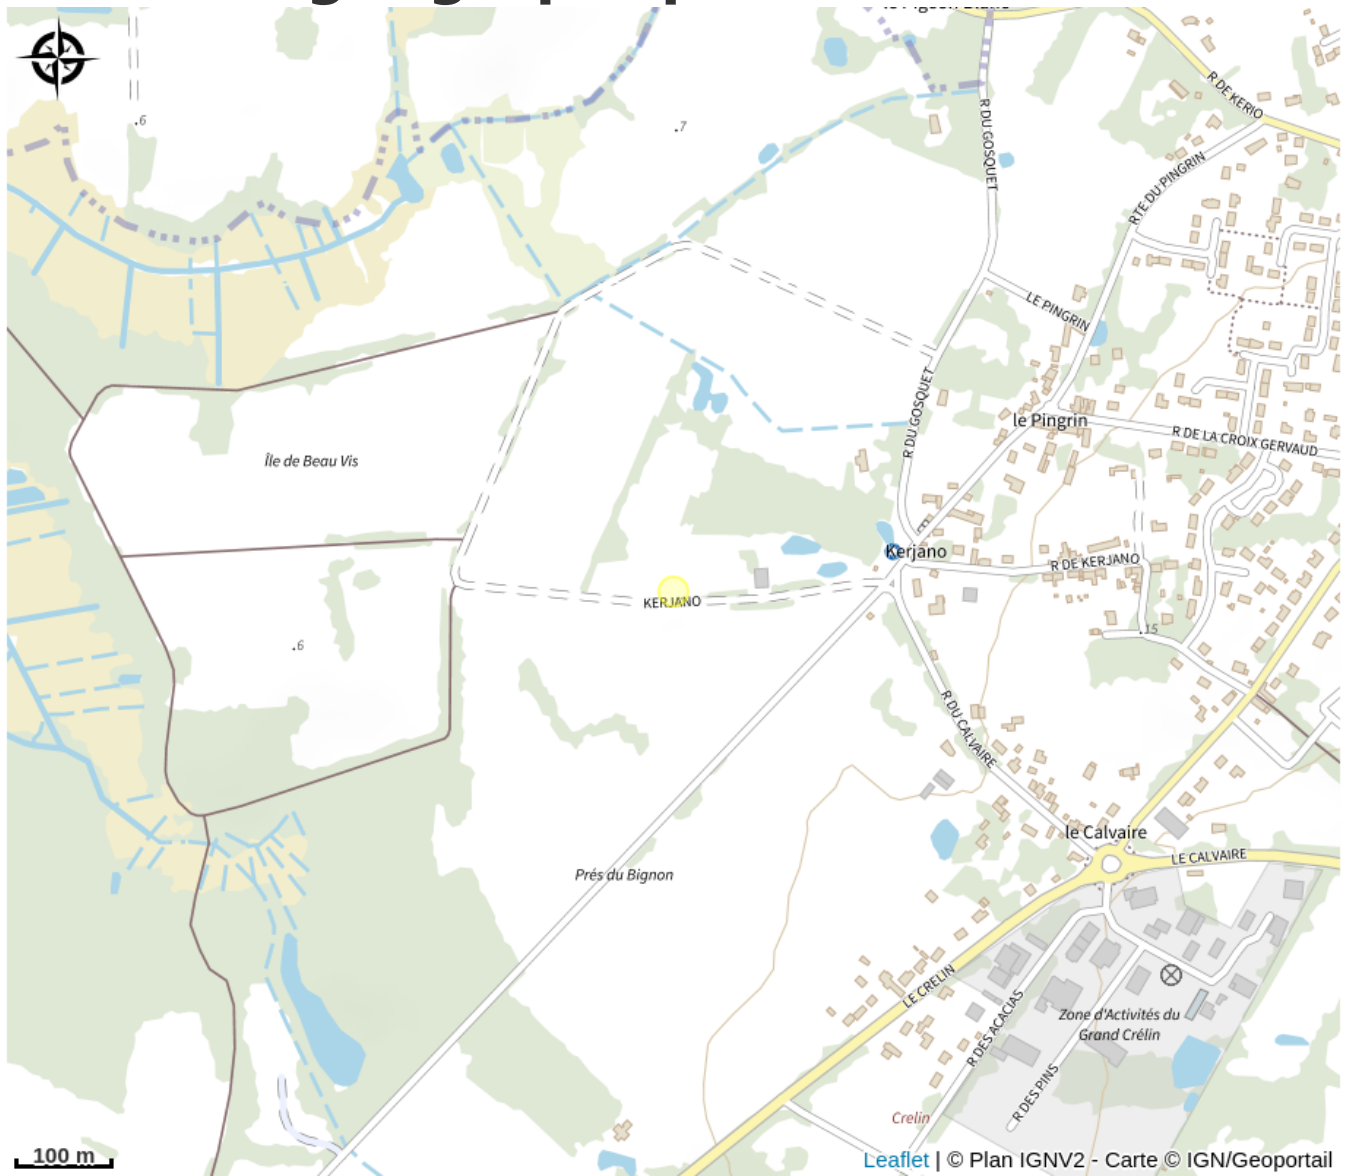 R DE KERIO
.6
.7
R DU GOSQUET
RTE DU PINGRIN
LE PINGRIN
R DU GOSQUET
le Pingrin
R DE LA CROIX GERVAUD
Île de Beau Vis
Kerjano
R DE KERJANO
KERJANO
.15
.6
R DU CALVAIRE
le Calvaire
LE CALVAIRE
Prés du Bignon
LE CRELIN
R DES ACACIAS
Zone d'Activités du
Grand Crélin
R DES PINS
Crelin
100 m
Leaflet | © Plan IGNV2 - Carte © IGN/Geoportail